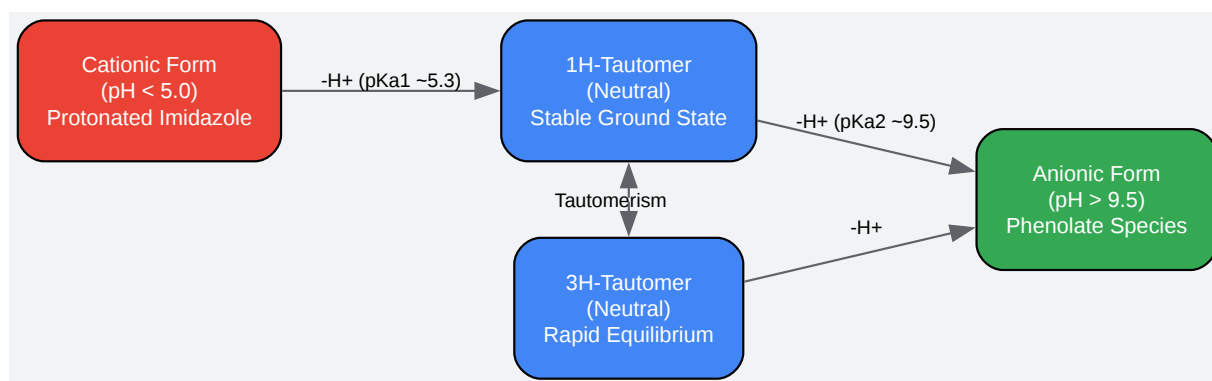 Cationic Form
(pH < 5.0)
Protonated Imidazole
-H+ (pKa1 ~5.3)
1H-Tautomer
(Neutral)
Stable Ground State
-H+ (pKa2 ~9.5)
Anionic Form
(pH > 9.5)
Phenolate Species
Tautomerism
-H+
3H-Tautomer
(Neutral)
Rapid Equilibrium